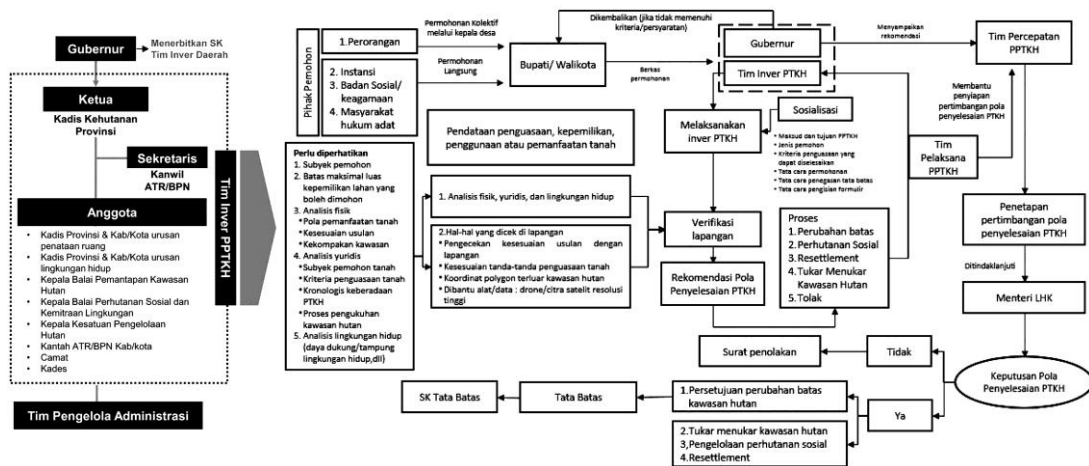 Gubernur
Menerbitkan SK
Tim Inver Daerah
Ketua
Kadis Kehutanan
Provinsi
Sekretaris
Kanwil
ATR/BPN
Anggota
• Kadis Provinsi & Kab/Kota urusan
penataan ruang
• Kadis Provinsi & Kab/Kota urusan
lingkungan hidup
• Kepala Balai Pemantapan Kawasan
Hutan
• Kepala Balai Perhutanan Sosial dan
Kemitraan Lingkungan
• Kepala Kesatuan Pengelolaan
Hutan
• Kantah ATR/BPN Kab/kota
• Camat
• Kades
Tim Pengelola Administrasi
Tim Inver PPTKH
Pihak Pemohon
1.Perorangan
2. Instansi
3. Badan Sosial/
keagamaan
4. Masyarakat
hukum adat
Permohonan Kolektif
melalui kepala desa
Permohonan
Langsung
Bupati/ Walikota
Dikembalikan (jika tidak memenuhi
kriteria/persyaratan)
Berkas
permohonan
Gubernur
Tim Inver PTKH
Menyampaikan
rekomendasi
Tim Percepatan
PPTKH
Membantu
penyiapan
pertimbangan pola
penyelesaian PTKH
Pendataan penguasaan, kepemilikan,
penggunaan atau pemanfaatan tanah
Melaksanakan
inver PTKH
Sosialisasi
• Maksud dan tujuan PPTKH
• Jenis pemohon
• Kriteria penguasaan yang
dapat diselesaikan
• Tata cara permohonan
• Tata cara penegasan tata batas
• Tata cara pengisian formulir
Tim
Pelaksana
PPTKH
Perlu diperhatikan
1. Subyek pemohon
2. Batas maksimal luas
kepemilikan lahan yang
boleh dimohon
3. Analisis fisik
•Pola pemanfaatan tanah
•Kesesuaian usulan
•Kekompakan kawasan
4. Analisis yuridis
•Subyek pemohon tanah
•Kriteria penguasaan
•Kronologis keberadaan
PTKH
•Proses pengukuhan
kawasan hutan
5. Analisis lingkungan hidup
(daya dukung/tampung
lingkungan hidup,dll)
1. Analisis fisik, yuridis, dan lingkungan hidup
2.Hal-hal yang dicek di lapangan
•Pengecekan kesesuaian usulan dengan
lapangan
•Kesesuaian tanda-tanda penguasaan tanah
•Koordinat polygon terluar kawasan hutan
•Dibantu alat/data : drone/citra satelit resolusi
tinggi
Verifikasi
lapangan
Rekomendasi Pola
Penyelesaian PTKH
Proses
1. Perubahan batas
2. Perhutanan Sosial
3. Resettlement
4. Tukar Menukar
Kawasan Hutan
5. Tolak
Penetapan
pertimbangan pola
penyelesaian PTKH
Ditindaklanjuti
Menteri LHK
Keputusan Pola
Penyelesaian PTKH
Tidak
Surat penolakan
Ya
1.Persetujuan perubahan batas
kawasan hutan
Tata Batas
SK Tata Batas
2.Tukar menukar kawasan hutan
3,Pengelolaan perhutanan sosial
4. Resettlement